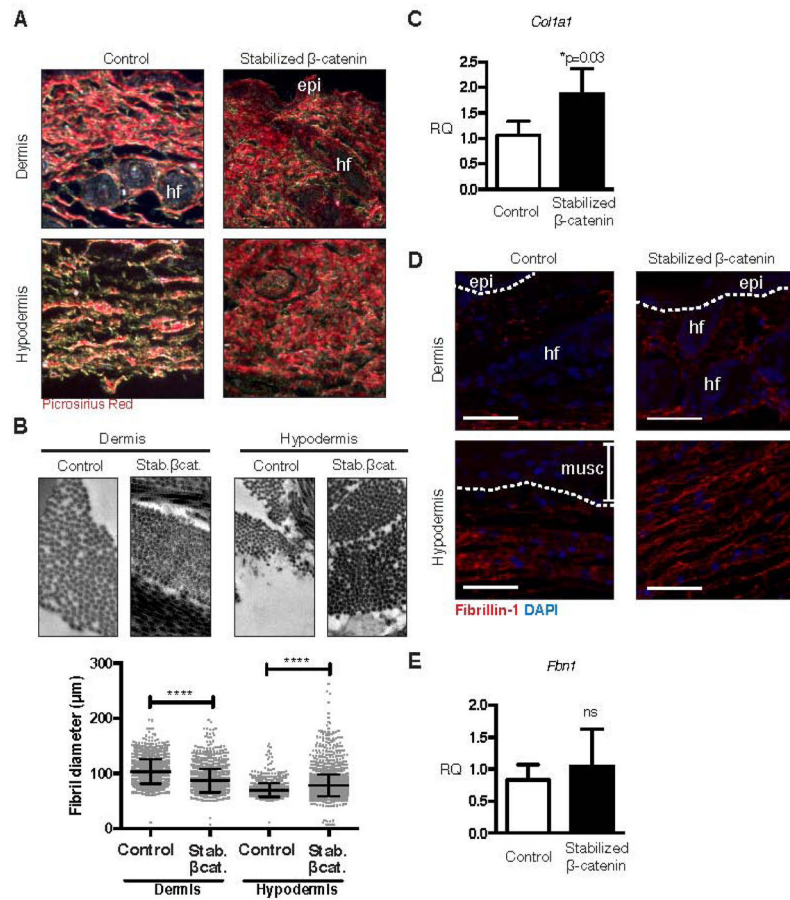 A
Control
Stabilized β-catenin
Dermis
hf
epi
hf
Hypodermis
Picrosirius Red
B
Dermis
Hypodermis
Control
Stab.βcat.
Control
Stab.βcat.
Fibril diameter (μm)
300
200
100
0
****
****
Control
Stab.
βcat.
Control
Stab.
βcat.
Dermis
Hypodermis
C
Col1a1
*p=0.03
RQ
2.5
2.0
1.5
1.0
0.5
0.0
Control
Stabilized
β-catenin
D
Control
Stabilized β-catenin
Dermis
epi
hf
epi
hf
hf
Hypodermis
musc
Fibrillin-1 DAPI
E
Fbn1
ns
RQ
2.0
1.5
1.0
0.5
0.0
Control
Stabilized
β-catenin